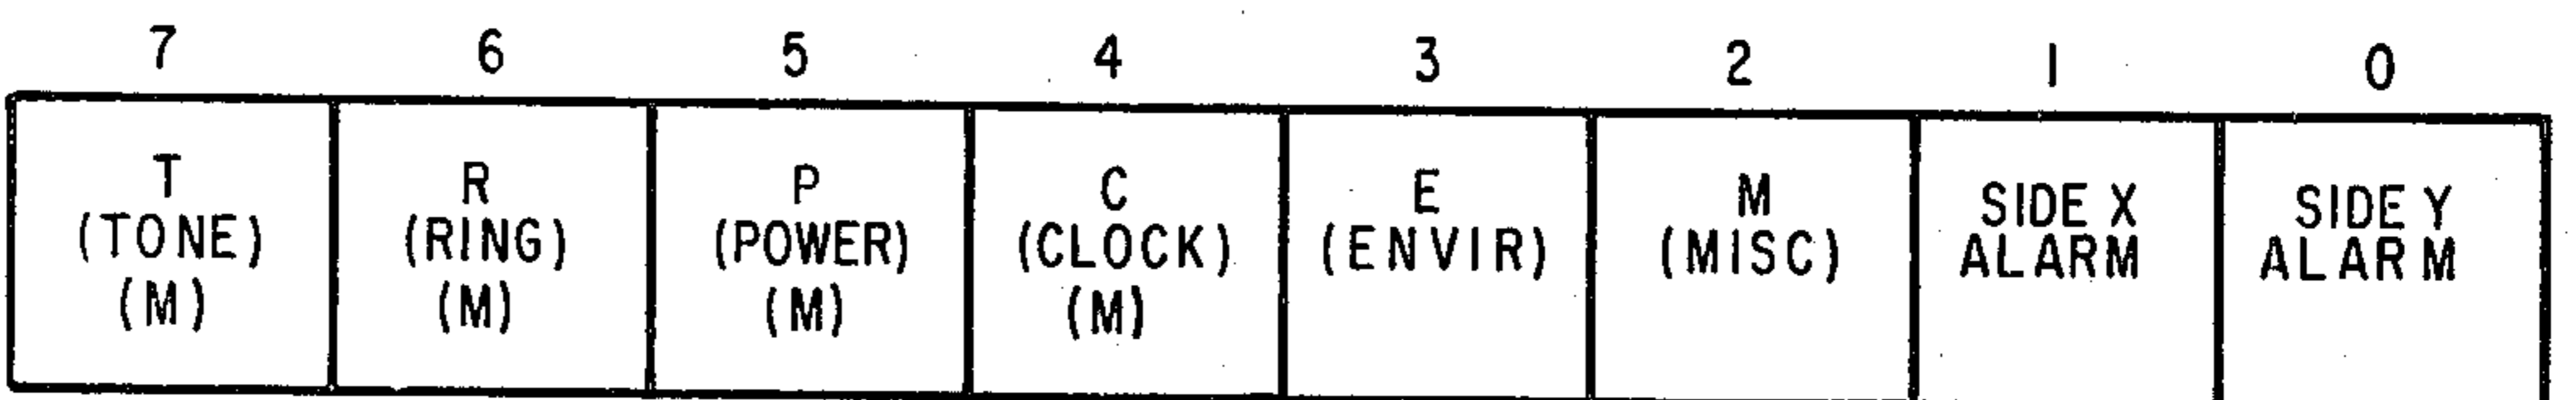 7 6 5 4 3 2 1 0
T
(TONE)
(M)
R
(RING)
(M)
P
(POWER)
(M)
C
(CLOCK)
(M)
E
(ENVIR)
M
(MISC)
SIDE X
ALARM
SIDE Y
ALARM